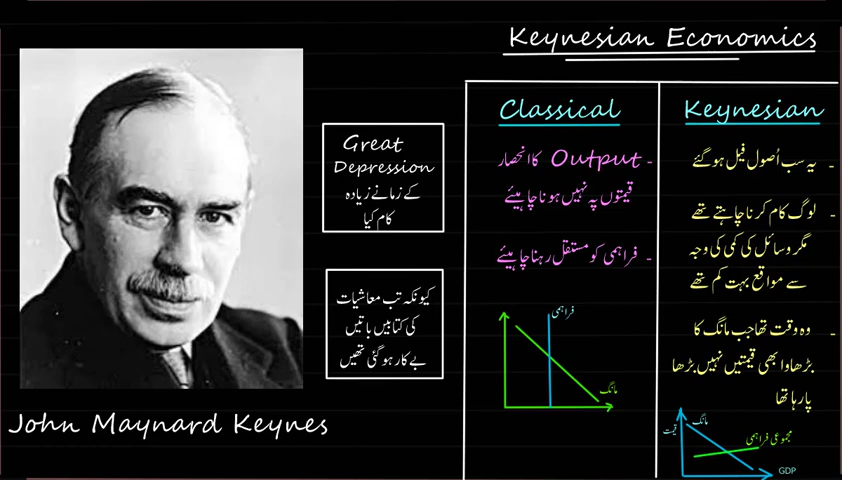 Keynesian Economics
John Maynard Keynes
Great
Depression
کے زمانے زیادہ
کام کیا
کیونکہ تب معاشیات
کی کتابیں باتیں
بے کار ہو گئی تھیں
Classical
- Output کا انحصار
قیمتوں پہ نہیں ہونا چاہیئے
- فراہمی کو مستقل رہنا چاہیئے
فراہمی
مانگ
Keynesian
- یہ سب اُصول فیل ہو گئے
- لوگ کام کرنا چاہتے تھے
مگر وسائل کی کمی کی وجہ
سے مواقع بہت کم تھے
- وہ وقت تھا جب مانگ کا
بڑھاوا بھی قیمتیں نہیں بڑھا
پا رہا تھا
قیمت
مانگ
مجموعی فراہمی
GDP